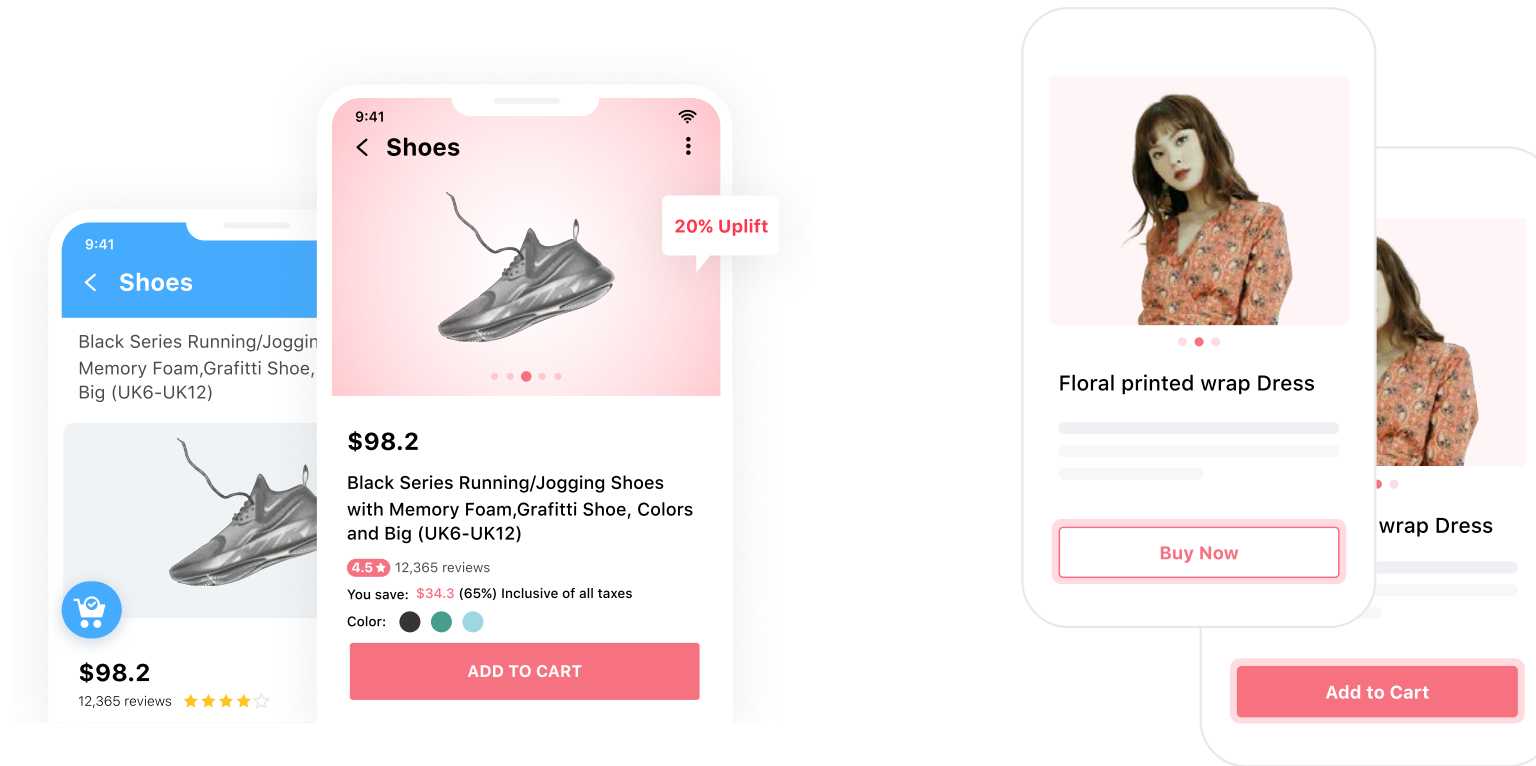 9:41
Shoes
Black Series Running/Joggin
Memory Foam,Grafitti Shoe,
Big (UK6-UK12)
$98.2
12,365 reviews
9:41
Shoes
20% Uplift
$98.2
Black Series Running/Jogging Shoes
with Memory Foam,Grafitti Shoe, Colors
and Big (UK6-UK12)
4.5 12,365 reviews
You save: $34.3 (65%) Inclusive of all taxes
Color:
ADD TO CART
Floral printed wrap Dress
Buy Now
wrap Dress
Add to Cart